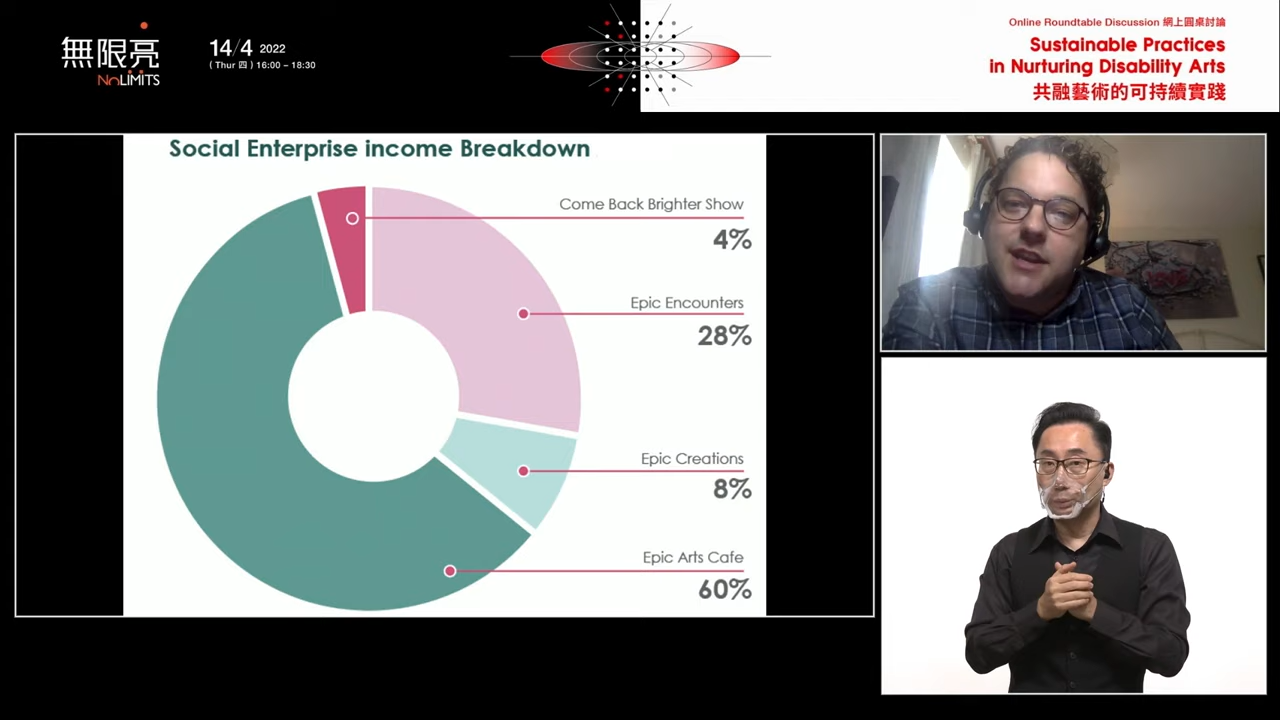 無限亮
NoLIMITS
14/4 2022
( Thur 四 ) 16:00 – 18:30
Online Roundtable Discussion 網上圓桌討論
Sustainable Practices
in Nurturing Disability Arts
共融藝術的可持續實踐
Social Enterprise income Breakdown
Come Back Brighter Show
4%
Epic Encounters
28%
Epic Creations
8%
Epic Arts Cafe
60%